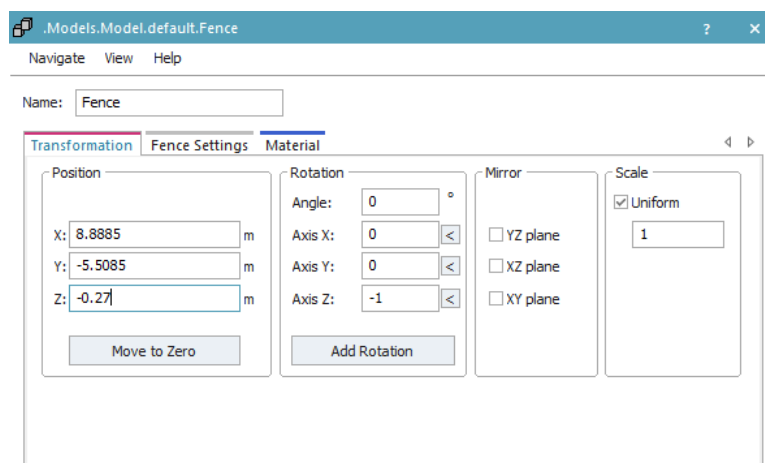 .Models.Model.default.Fence ? ×
Navigate View Help
Name: Fence
Transformation Fence Settings Material
Position Rotation Mirror Scale
Angle: 0 ° Uniform
X: 8.8885 m Axis X: 0 < YZ plane 1
Y: -5.5085 m Axis Y: 0 < XZ plane
Z: -0.27 m Axis Z: -1 < XY plane
Move to Zero Add Rotation